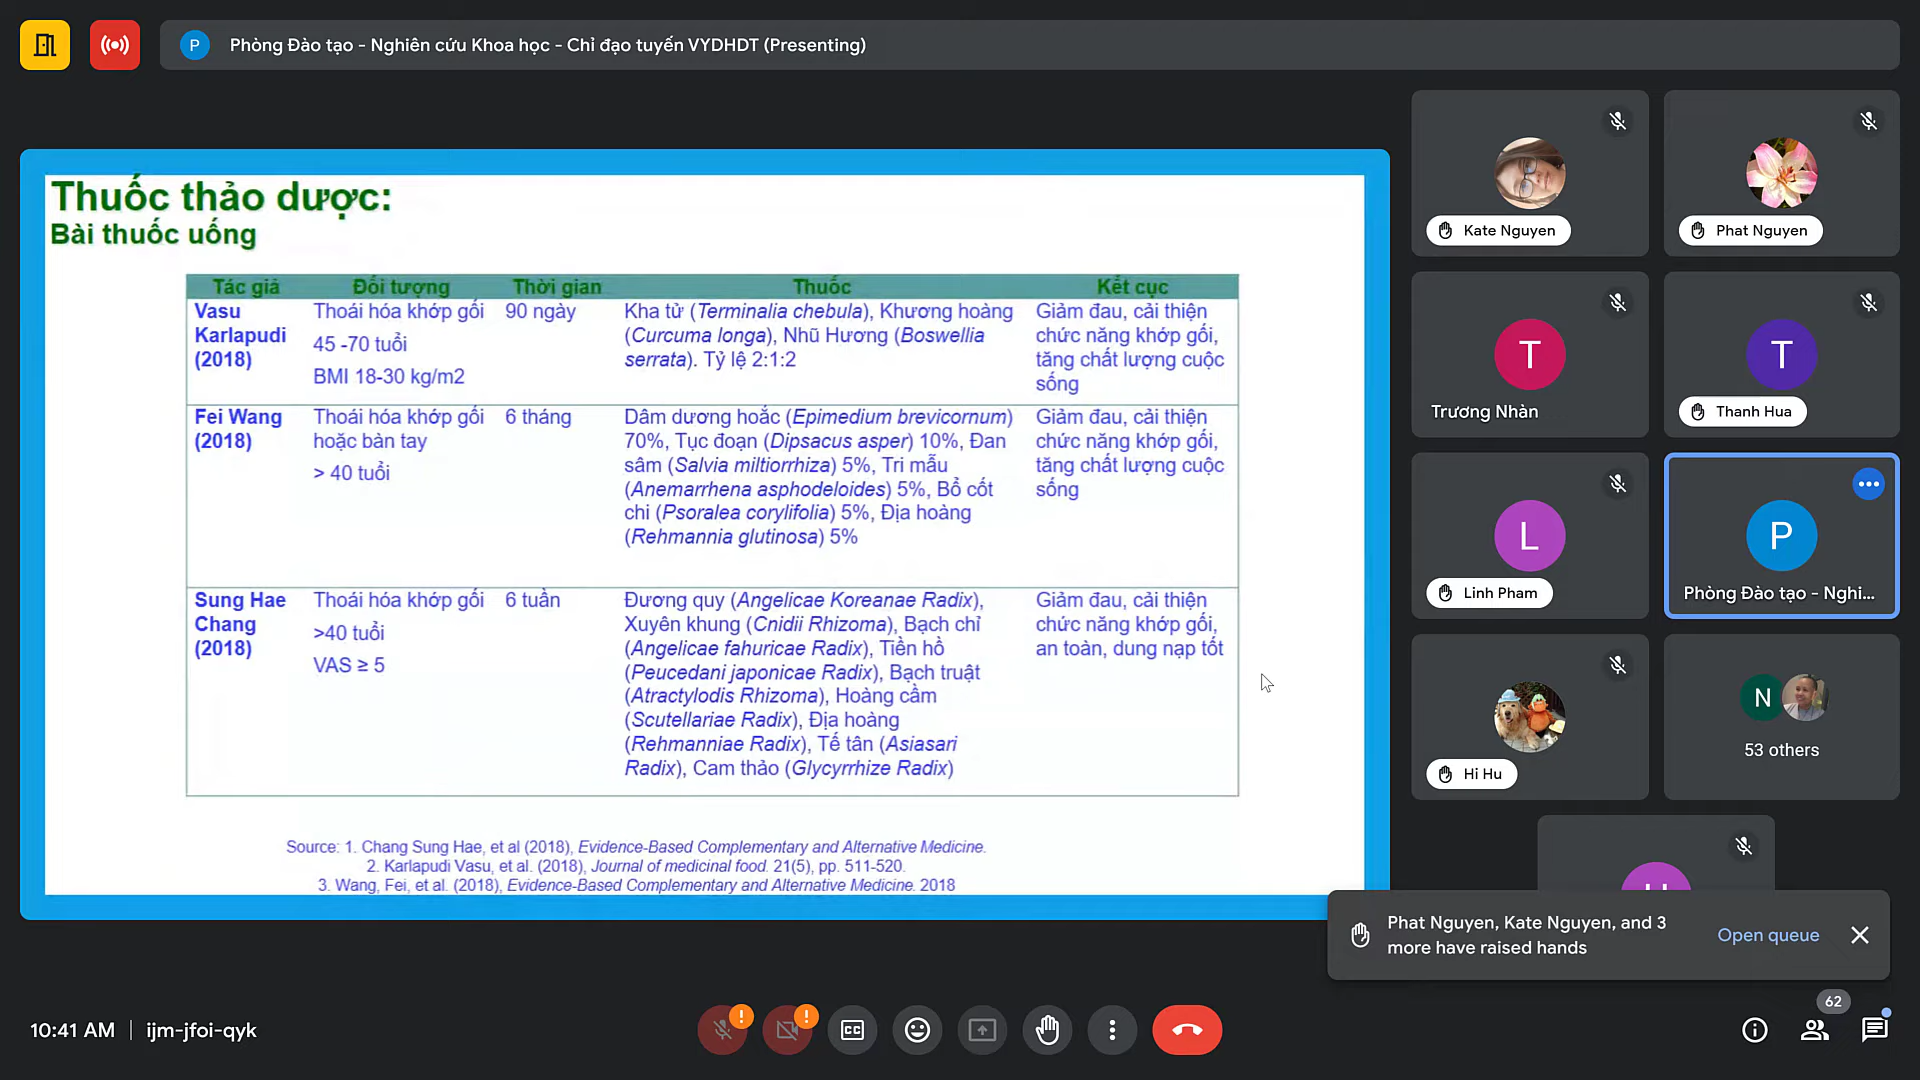 P Phòng Đào tạo - Nghiên cứu Khoa học - Chỉ đạo tuyến VYDHDT (Presenting)
Thuốc thảo dược:
Bài thuốc uống
Tác giả Đối tượng Thời gian Thuốc Kết cục
Vasu
Karlapudi
(2018)
Thoái hóa khớp gối
45 -70 tuổi
BMI 18-30 kg/m2
90 ngày
Kha tử (Terminalia chebula), Khương hoàng
(Curcuma longa), Nhũ Hương (Boswellia
serrata). Tỷ lệ 2:1:2
Giảm đau, cải thiện
chức năng khớp gối,
tăng chất lượng cuộc
sống
Fei Wang
(2018)
Thoái hóa khớp gối
hoặc bàn tay
> 40 tuổi
6 tháng
Dâm dương hoắc (Epimedium brevicornum)
70%, Tục đoạn (Dipsacus asper) 10%, Đan
sâm (Salvia miltiorrhiza) 5%, Tri mẫu
(Anemarrhena asphodeloides) 5%, Bổ cốt
chi (Psoralea corylifolia) 5%, Địa hoàng
(Rehmannia glutinosa) 5%
Giảm đau, cải thiện
chức năng khớp gối,
tăng chất lượng cuộc
sống
Sung Hae
Chang
(2018)
Thoái hóa khớp gối
>40 tuổi
VAS ≥ 5
6 tuần
Đương quy (Angelicae Koreanae Radix),
Xuyên khung (Cnidii Rhizoma), Bạch chỉ
(Angelicae fahuricae Radix), Tiền hồ
(Peucedani japonicae Radix), Bạch truật
(Atractylodis Rhizoma), Hoàng cầm
(Scutellariae Radix), Địa hoàng
(Rehmanniae Radix), Tế tân (Asiasari
Radix), Cam thảo (Glycyrrhize Radix)
Giảm đau, cải thiện
chức năng khớp gối,
an toàn, dung nạp tốt
Source: 1. Chang Sung Hae, et al (2018), Evidence-Based Complementary and Alternative Medicine.
2. Karlapudi Vasu, et al. (2018), Journal of medicinal food. 21(5), pp. 511-520.
3. Wang, Fei, et al. (2018), Evidence-Based Complementary and Alternative Medicine. 2018
Kate Nguyen
Phat Nguyen
T
Trương Nhàn
T
Thanh Hua
L
Linh Pham
P
Phòng Đào tạo - Nghi...
Hi Hu
N
53 others
Phat Nguyen, Kate Nguyen, and 3
more have raised hands
Open queue
10:41 AM | ijm-jfoi-qyk
!
!
CC
62